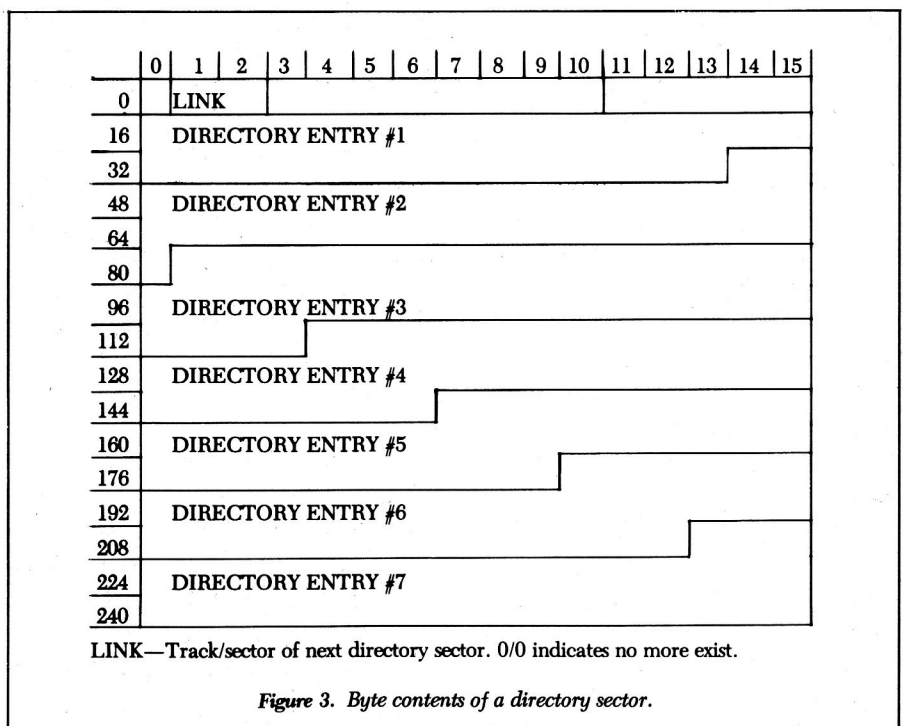 0 1 2 3 4 5 6 7 8 9 10 11 12 13 14 15
0 LINK
16 DIRECTORY ENTRY #1
32
48 DIRECTORY ENTRY #2
64
80
96 DIRECTORY ENTRY #3
112
128 DIRECTORY ENTRY #4
144
160 DIRECTORY ENTRY #5
176
192 DIRECTORY ENTRY #6
208
224 DIRECTORY ENTRY #7
240
LINK—Track/sector of next directory sector. 0/0 indicates no more exist.
Figure 3. Byte contents of a directory sector.